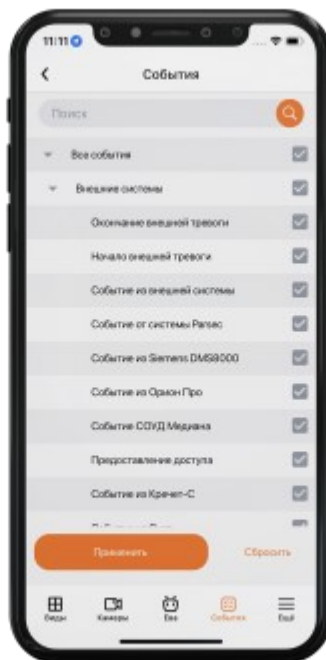 11:11
События
Поиск
Все события
Внешние системы
Окончание внешней тревоги
Начало внешней тревоги
Событие из внешней системы
Событие от системы Parsec
Событие из Siemens DMS8000
Событие из Орион Про
Событие СОУД Медиана
Предоставление доступа
Событие из Кречет-С
Применить
Сбросить
Виды
Камеры
Ева
События
Ещё